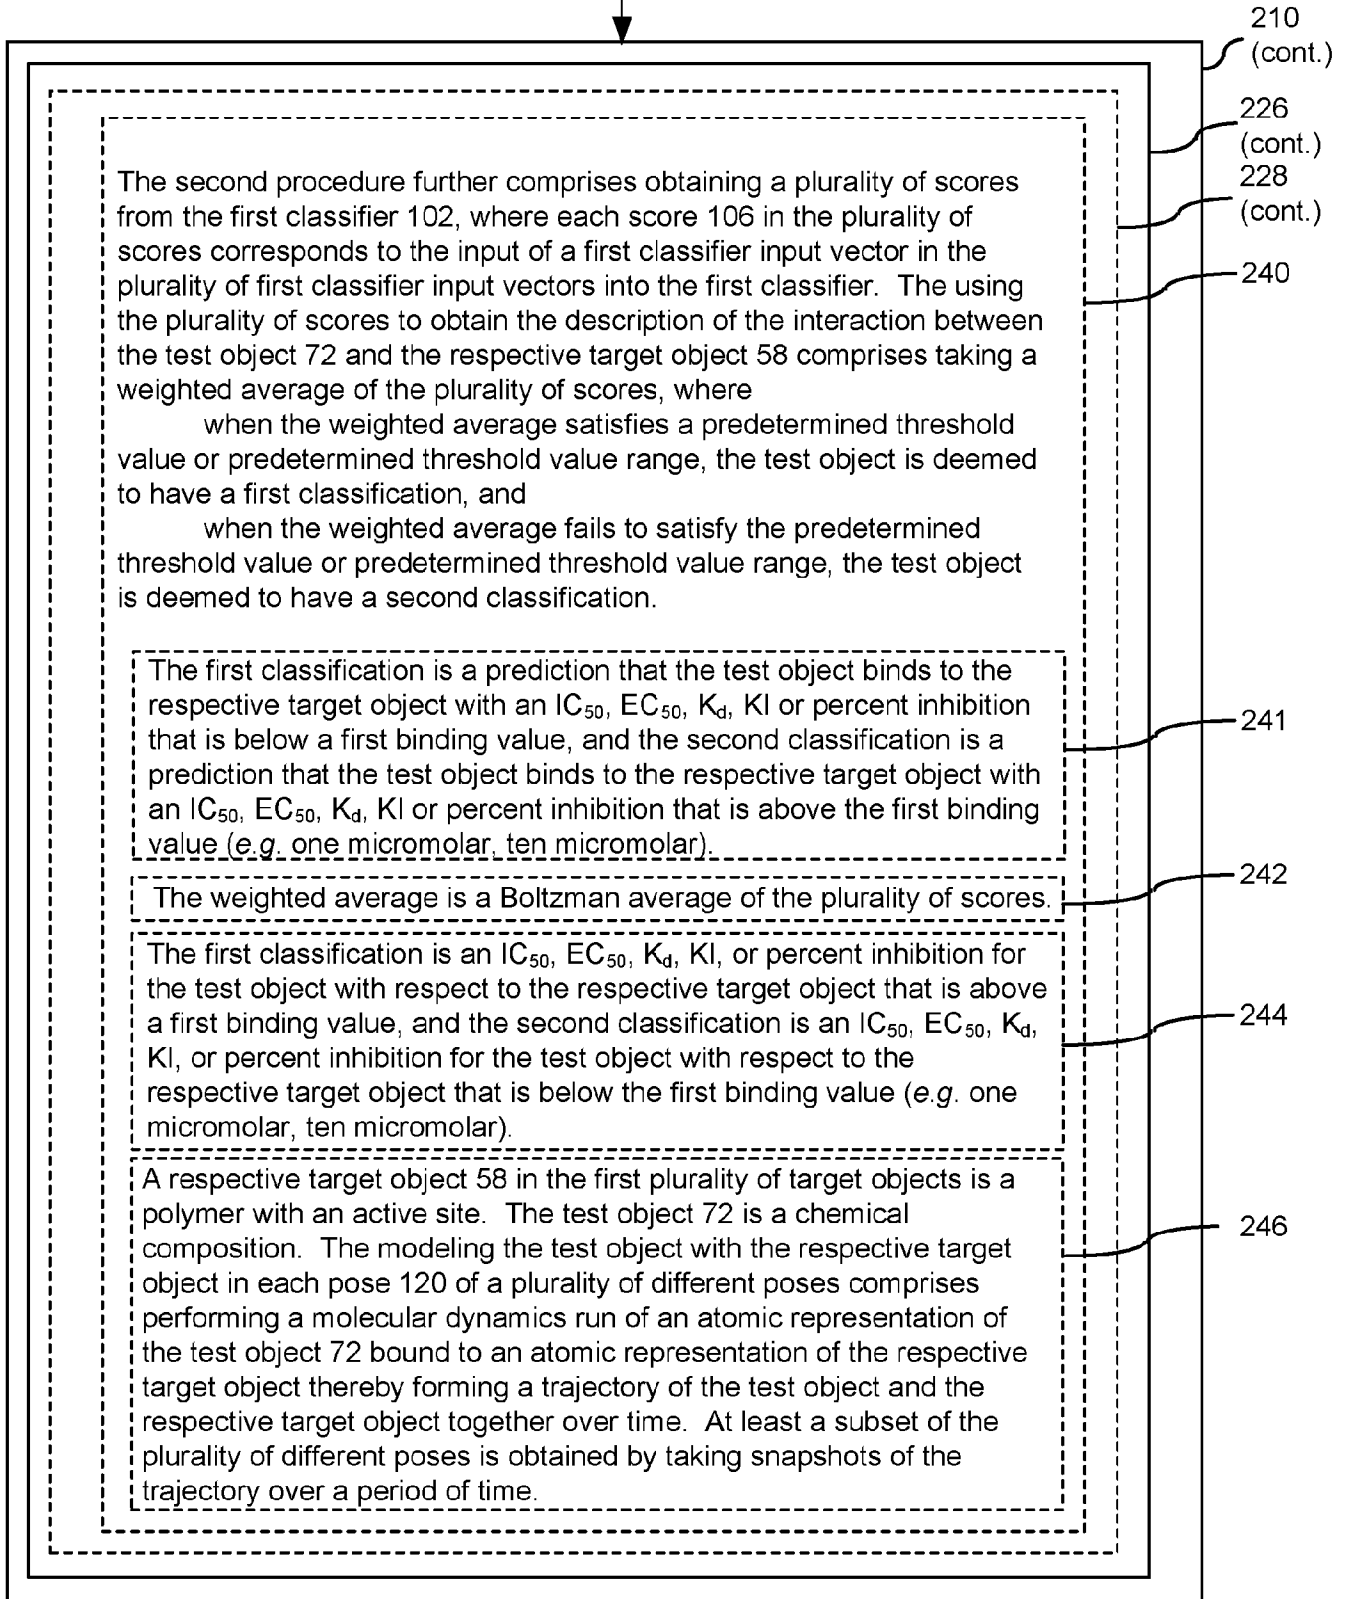 210
(cont.)
226
(cont.)
228
(cont.)
The second procedure further comprises obtaining a plurality of scores
from the first classifier 102, where each score 106 in the plurality of
scores corresponds to the input of a first classifier input vector in the
plurality of first classifier input vectors into the first classifier.  The using
the plurality of scores to obtain the description of the interaction between
the test object 72 and the respective target object 58 comprises taking a
weighted average of the plurality of scores, where
when the weighted average satisfies a predetermined threshold
value or predetermined threshold value range, the test object is deemed
to have a first classification, and
when the weighted average fails to satisfy the predetermined
threshold value or predetermined threshold value range, the test object
is deemed to have a second classification.
240
The first classification is a prediction that the test object binds to the
respective target object with an IC50, EC50, Kd, KI or percent inhibition
that is below a first binding value, and the second classification is a
prediction that the test object binds to the respective target object with
an IC50, EC50, Kd, KI or percent inhibition that is above the first binding
value (e.g. one micromolar, ten micromolar).
241
The weighted average is a Boltzman average of the plurality of scores.
242
The first classification is an IC50, EC50, Kd, KI, or percent inhibition for
the test object with respect to the respective target object that is above
a first binding value, and the second classification is an IC50, EC50, Kd,
KI, or percent inhibition for the test object with respect to the
respective target object that is below the first binding value (e.g. one
micromolar, ten micromolar).
244
A respective target object 58 in the first plurality of target objects is a
polymer with an active site.  The test object 72 is a chemical
composition.  The modeling the test object with the respective target
object in each pose 120 of a plurality of different poses comprises
performing a molecular dynamics run of an atomic representation of
the test object 72 bound to an atomic representation of the respective
target object thereby forming a trajectory of the test object and the
respective target object together over time.  At least a subset of the
plurality of different poses is obtained by taking snapshots of the
trajectory over a period of time.
246